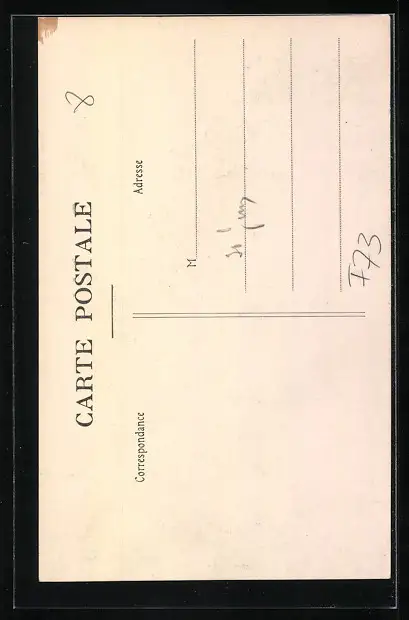 8
CARTE POSTALE
Correspondance
Adresse
M
F73